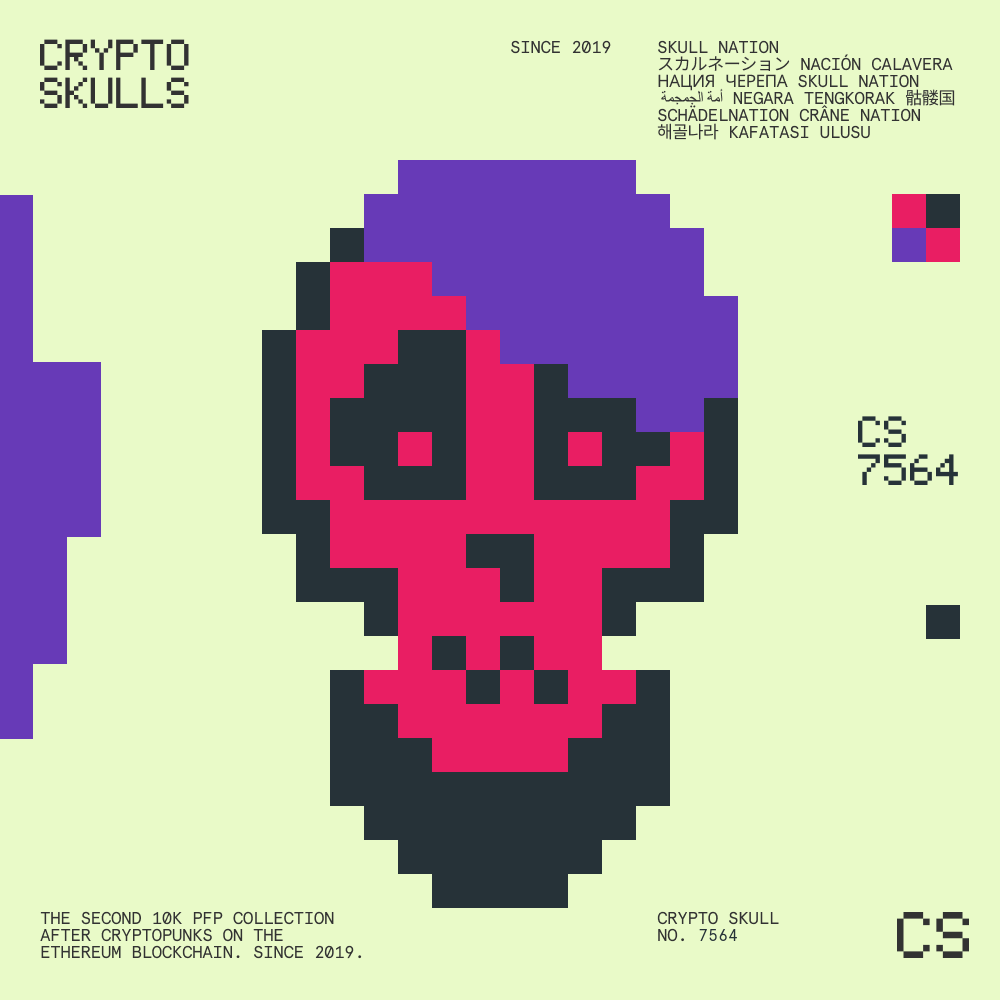 CRYPTO
SKULLS
SINCE 2019
SKULL NATION
スカルネーション NACIÓN CALAVERA
НАЦИЯ ЧЕРЕПА SKULL NATION
أمة الجمجمة NEGARA TENGKORAK 骷髅国
SCHÄDELNATION CRÂNE NATION
해골나라 KAFATASI ULUSU
CS
7564
THE SECOND 10K PFP COLLECTION
AFTER CRYPTOPUNKS ON THE
ETHEREUM BLOCKCHAIN. SINCE 2019.
CRYPTO SKULL
NO. 7564
CS